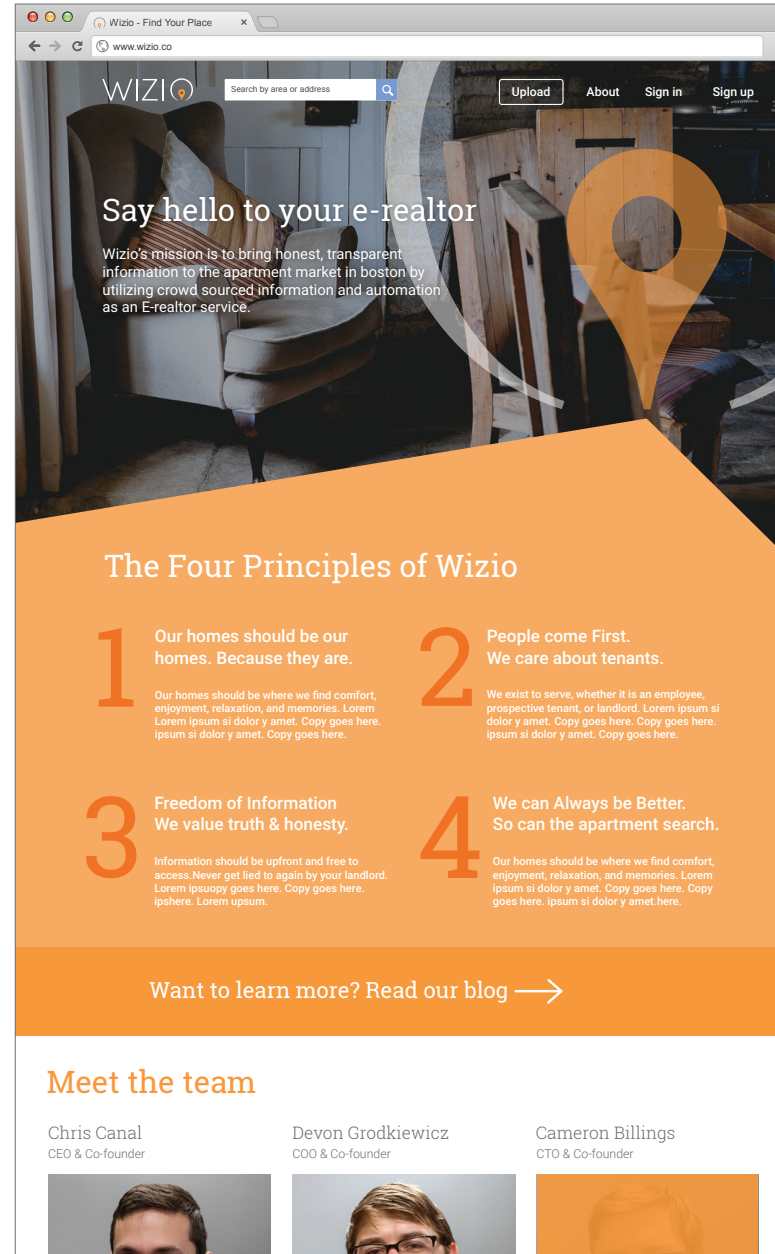 Wizio - Find Your Place
www.wizio.co
WIZIO
Search by area or address
Upload
About
Sign in
Sign up
Say hello to your e-realtor
Wizio's mission is to bring honest, transparent
information to the apartment market in boston by
utilizing crowd sourced information and automation
as an E-realtor service.
The Four Principles of Wizio
1
Our homes should be our
homes. Because they are.
Our homes should be where we find comfort,
enjoyment, relaxation, and memories. Lorem
Lorem ipsum si dolor y amet. Copy goes here.
ipsum si dolor y amet. Copy goes here.
2
People come First.
We care about tenants.
We exist to serve, whether it is an employee,
prospective tenant, or landlord. Lorem ipsum si
dolor y amet. Copy goes here. Copy goes here.
ipsum si dolor y amet. Copy goes here.
3
Freedom of Information
We value truth & honesty.
Information should be upfront and free to
access.Never get lied to again by your landlord.
Lorem ipsuopy goes here. Copy goes here.
ipshere. Lorem upsum.
4
We can Always be Better.
So can the apartment search.
Our homes should be where we find comfort,
enjoyment, relaxation, and memories. Lorem
ipsum si dolor y amet. Copy goes here. Copy
goes here. ipsum si dolor y amet.here.
Want to learn more? Read our blog
Meet the team
Chris Canal
CEO & Co-founder
Devon Grodkiewicz
COO & Co-founder
Cameron Billings
CTO & Co-founder